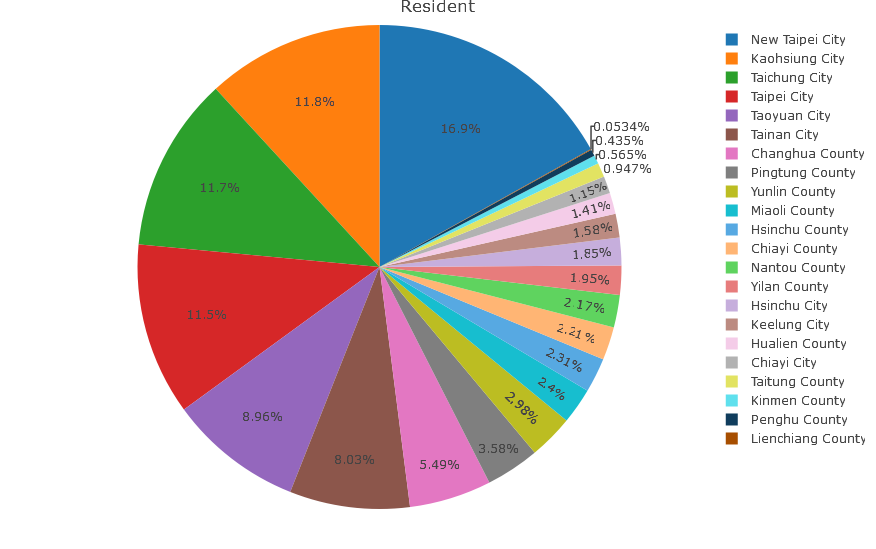 Resident
16.9%
11.8%
11.7%
11.5%
8.96%
8.03%
5.49%
3.58%
2.98%
2.4%
2.31%
2.21%
2.17%
1.95%
1.85%
1.58%
1.41%
1.15%
0.947%
0.565%
0.435%
0.0534%
New Taipei City
Kaohsiung City
Taichung City
Taipei City
Taoyuan City
Tainan City
Changhua County
Pingtung County
Yunlin County
Miaoli County
Hsinchu County
Chiayi County
Nantou County
Yilan County
Hsinchu City
Keelung City
Hualien County
Chiayi City
Taitung County
Kinmen County
Penghu County
Lienchiang County